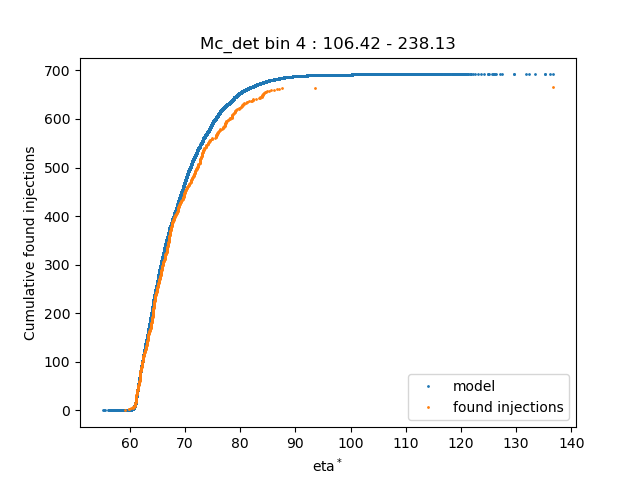 Mc_det bin 4 : 106.42 - 238.13
700
600
500
400
300
200
100
0
Cumulative found injections
60 70 80 90 100 110 120 130 140
eta*
model
found injections